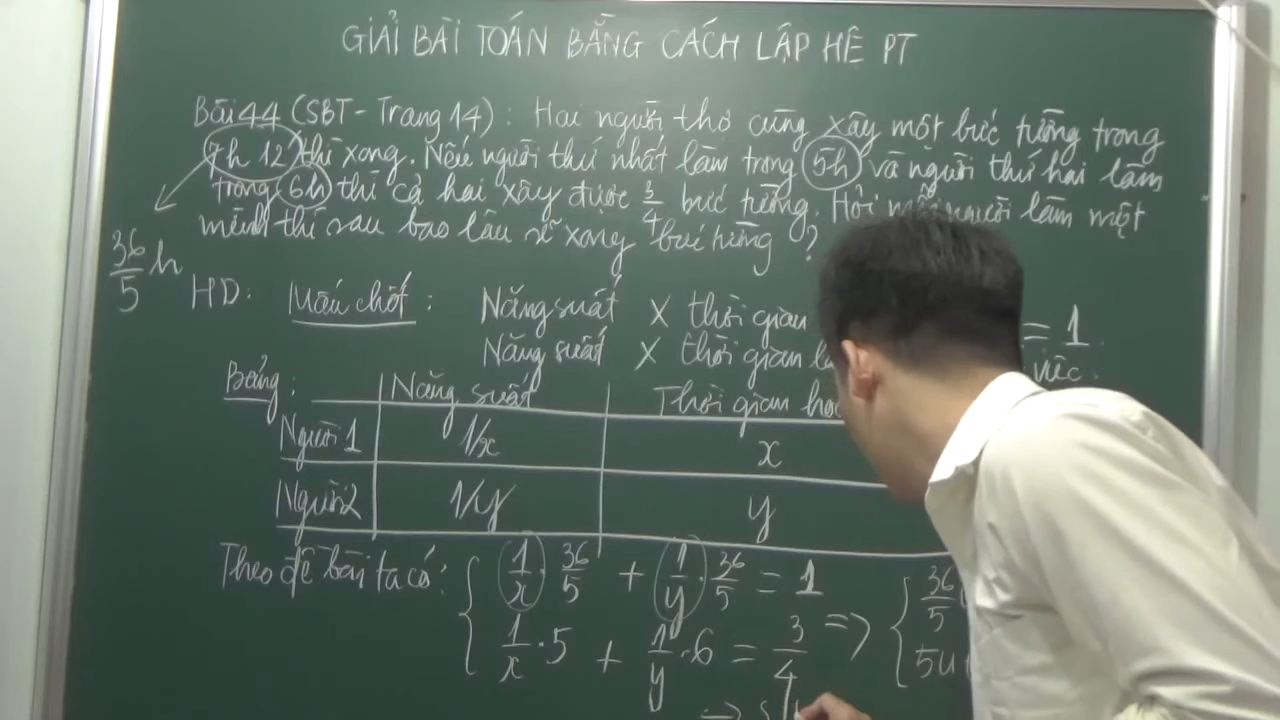 GIẢI BÀI TOÁN BẰNG CÁCH LẬP HỆ PT
Bài 44 (SBT - Trang 14) : Hai người thợ cùng xây một bức tường trong
7h 12' thì xong. Nếu người thứ nhất làm trong 5h và người thứ hai làm
trong 6h thì cả hai xây được 3/4 bức tường. Hỏi mỗi người làm một
mình thì sau bao lâu sẽ xong bức tường ?
36/5 h
HD: Mấu chốt : Năng suất X thời gian = 1
Năng suất X thời gian việc.
Bảng: Năng suất Thời gian
Người 1 1/x x
Người 2 1/y y
Theo đề bài ta có: { 1/x . 36/5 + 1/y . 36/5 = 1
1/x . 5 + 1/y . 6 = 3/4 => { 36/5
5u
=>